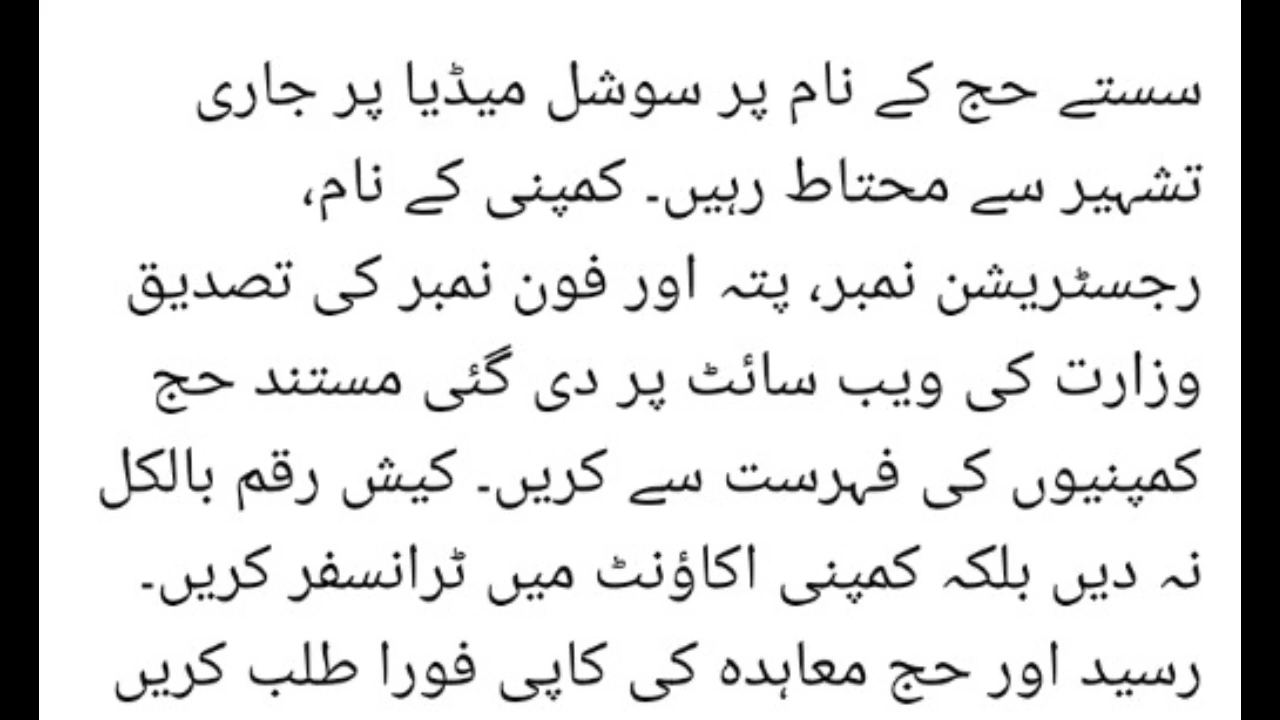 سستے حج کے نام پر سوشل میڈیا پر جاری
تشہیر سے محتاط رہیں۔ کمپنی کے نام،
رجسٹریشن نمبر، پتہ اور فون نمبر کی تصدیق
وزارت کی ویب سائٹ پر دی گئی مستند حج
کمپنیوں کی فہرست سے کریں۔ کیش رقم بالکل
نہ دیں بلکہ کمپنی اکاؤنٹ میں ٹرانسفر کریں۔
رسید اور حج معاہدہ کی کاپی فورا طلب کریں